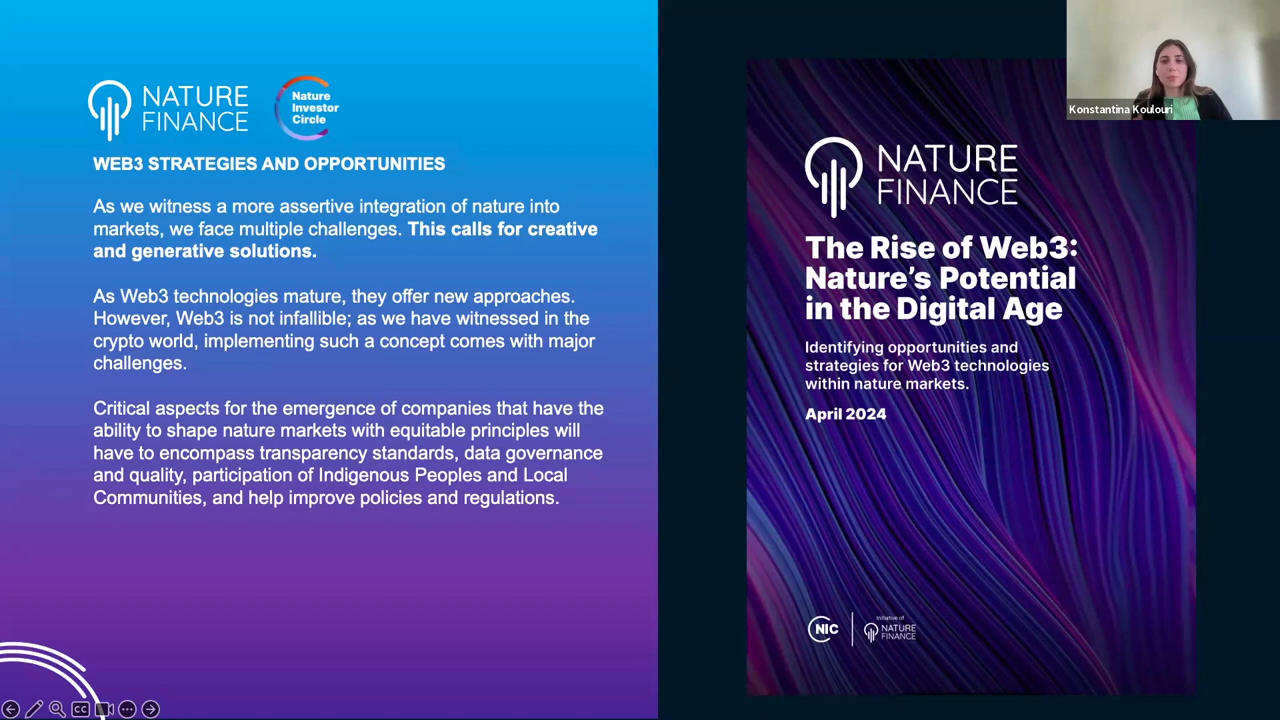 NATURE
FINANCE
Nature
Investor
Circle
WEB3 STRATEGIES AND OPPORTUNITIES
As we witness a more assertive integration of nature into
markets, we face multiple challenges. This calls for creative
and generative solutions.
As Web3 technologies mature, they offer new approaches.
However, Web3 is not infallible; as we have witnessed in the
crypto world, implementing such a concept comes with major
challenges.
Critical aspects for the emergence of companies that have the
ability to shape nature markets with equitable principles will
have to encompass transparency standards, data governance
and quality, participation of Indigenous Peoples and Local
Communities, and help improve policies and regulations.
CC
Konstantina Koulouri
NATURE
FINANCE
The Rise of Web3:
Nature’s Potential
in the Digital Age
Identifying opportunities and
strategies for Web3 technologies
within nature markets.
April 2024
NIC
Initiative of
NATURE
FINANCE